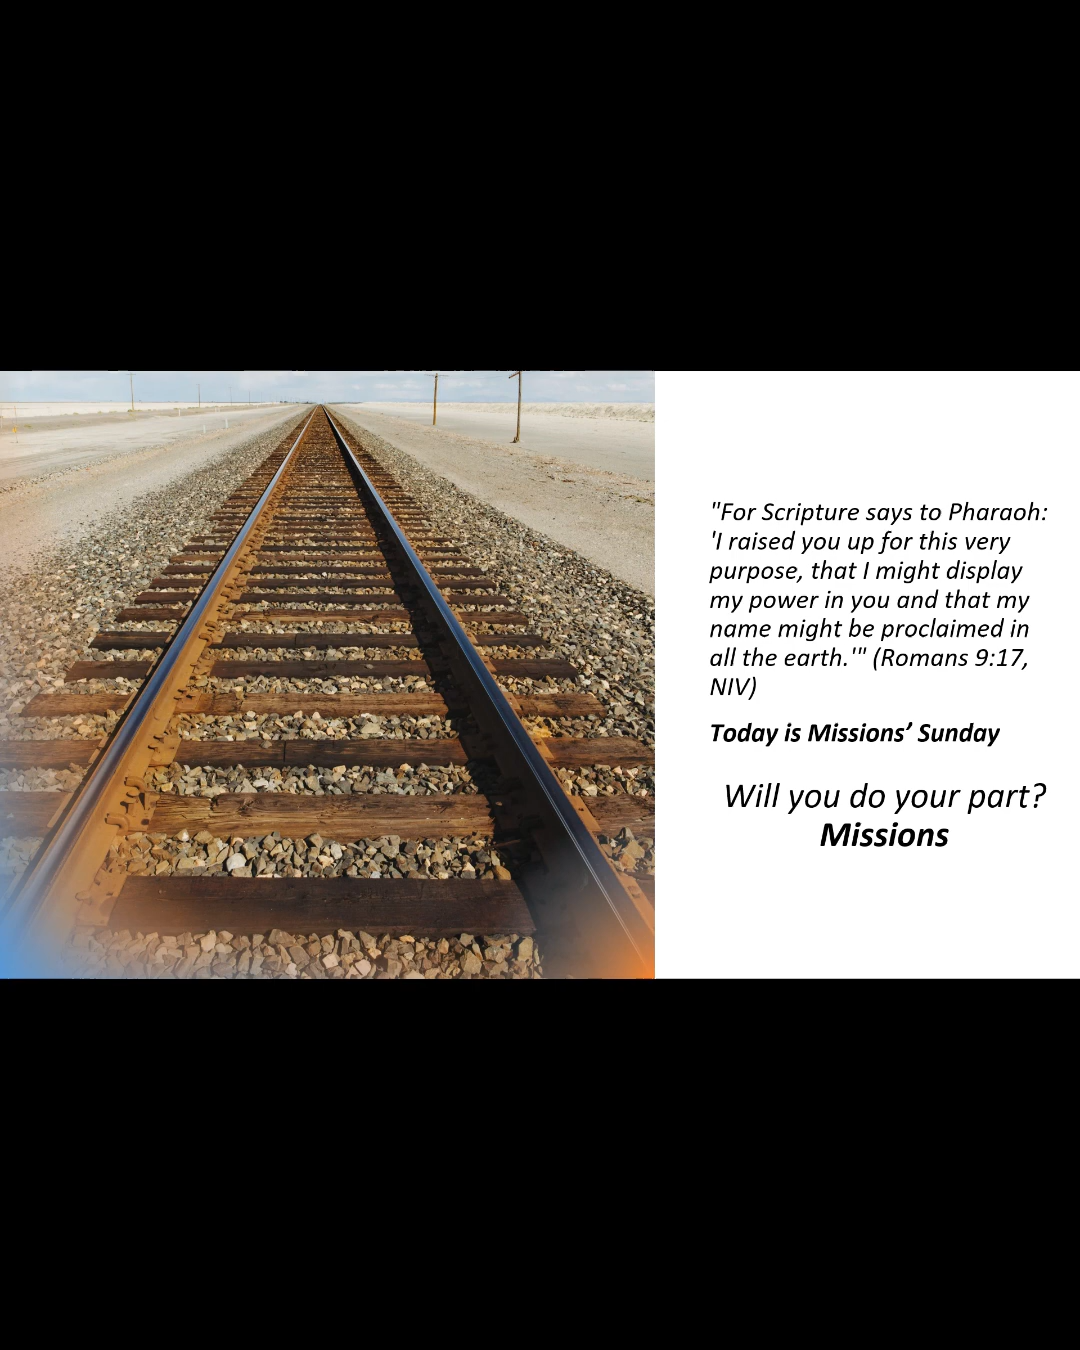 "For Scripture says to Pharaoh:
'I raised you up for this very
purpose, that I might display
my power in you and that my
name might be proclaimed in
all the earth.'" (Romans 9:17,
NIV)
Today is Missions’ Sunday
Will you do your part?
Missions